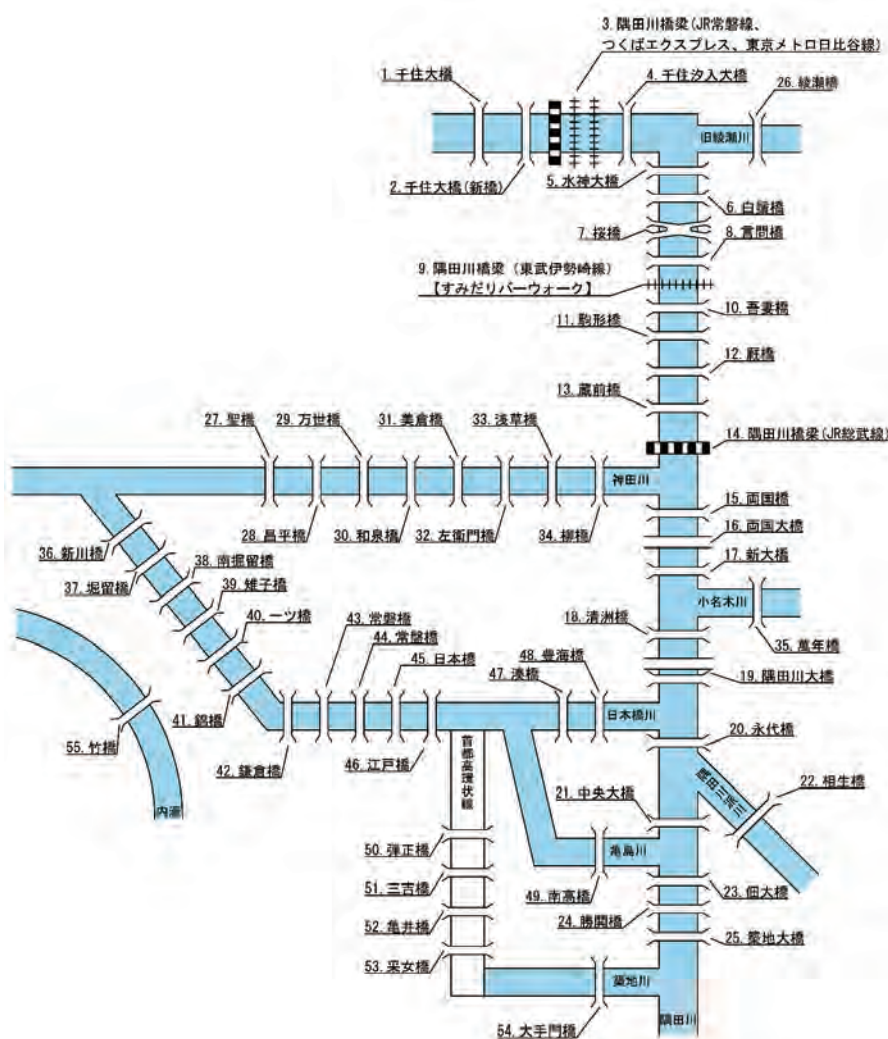 3. 隅田川橋梁(JR常磐線、
つくばエクスプレス、東京メトロ日比谷線)
1. 千住大橋
4. 千住汐入大橋
26. 綾瀬橋
旧綾瀬川
2. 千住大橋(新橋)
5. 水神大橋
6. 白鬚橋
7. 桜橋
8. 言問橋
9. 隅田川橋梁（東武伊勢崎線）
【すみだリバーウォーク】
10. 吾妻橋
11. 駒形橋
12. 厩橋
13. 蔵前橋
14. 隅田川橋梁(JR総武線)
27. 聖橋
29. 万世橋
31. 美倉橋
33. 浅草橋
神田川
28. 昌平橋
30. 和泉橋
32. 左衛門橋
34. 柳橋
15. 両国橋
16. 両国大橋
17. 新大橋
36. 新川橋
37. 堀留橋
38. 南堀留橋
39. 雉子橋
40. 一ツ橋
41. 錦橋
小名木川
18. 清洲橋
35. 萬年橋
19. 隅田川大橋
43. 常磐橋
44. 常盤橋
45. 日本橋
48. 豊海橋
47. 湊橋
日本橋川
42. 鎌倉橋
46. 江戸橋
55. 竹橋
内濠
首都高環状線
20. 永代橋
隅田川派川
22. 相生橋
21. 中央大橋
50. 弾正橋
亀島川
51. 三吉橋
49. 南高橋
23. 佃大橋
52. 亀井橋
24. 勝鬨橋
25. 築地大橋
53. 采女橋
築地川
54. 大手門橋
隅田川